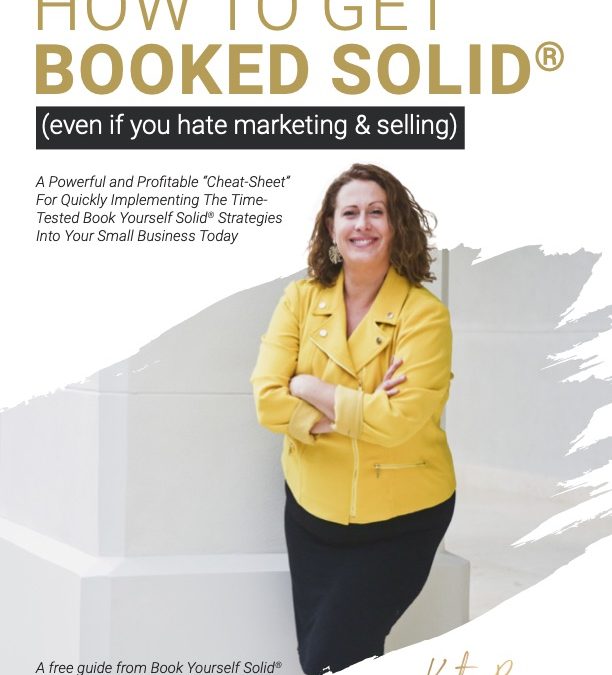 HOW TO GET
BOOKED SOLID®
(even if you hate marketing & selling)
A Powerful and Profitable “Cheat-Sheet”
For Quickly Implementing The Time-
Tested Book Yourself Solid® Strategies
Into Your Small Business Today
A free guide from Book Yourself Solid®